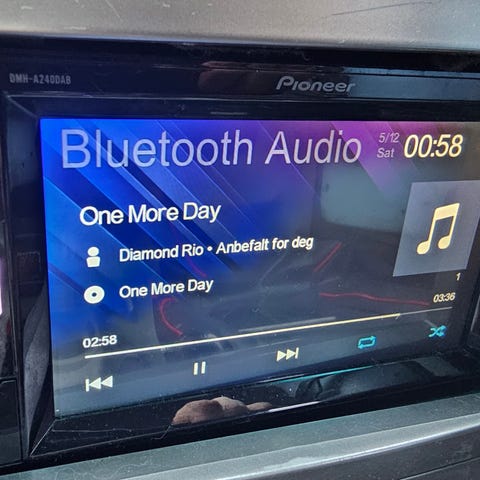 DMH-A240DAB
Pioneer
Bluetooth Audio
5/12
Sat
00:58
One More Day
Diamond Rio • Anbefalt for deg
One More Day
1
02:58
03:36